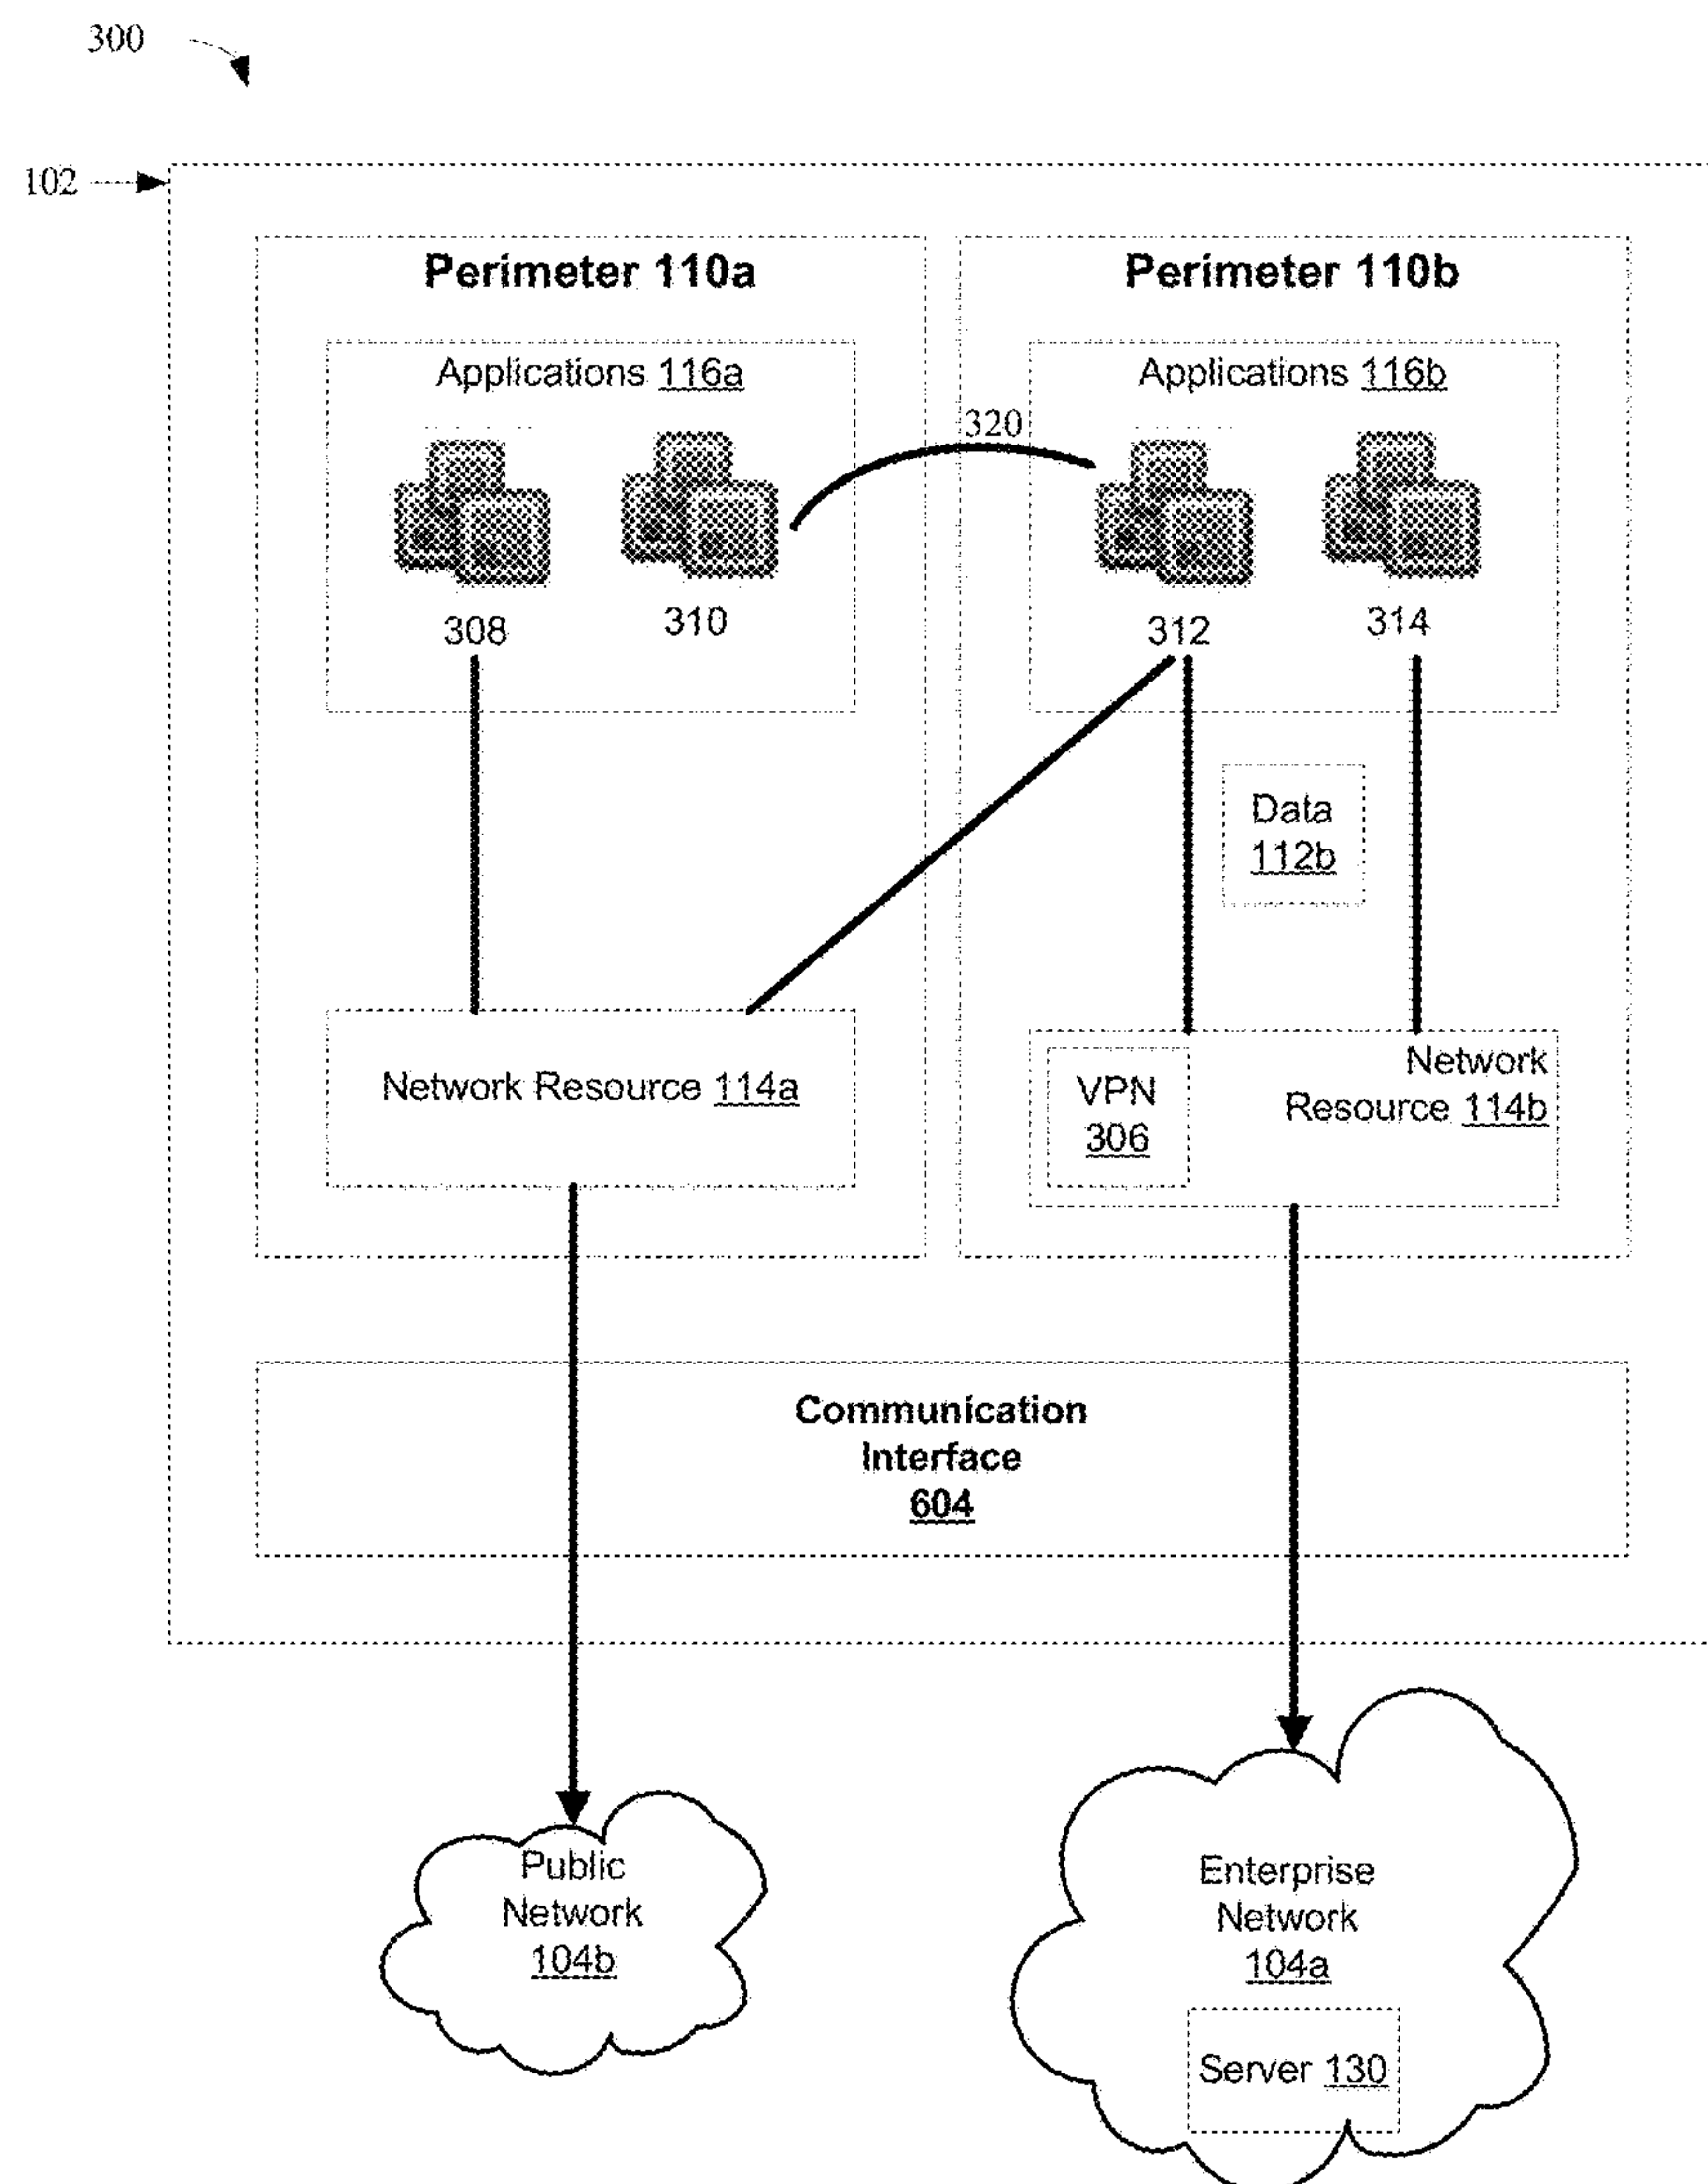 300
102
Perimeter 110a
Perimeter 110b
Applications 116a
Applications 116b
320
308
310
312
314
Data
112b
Network Resource 114a
VPN
306
Network
Resource 114b
Communication
Interface
604
Public
Network
104b
Enterprise
Network
104a
Server 130